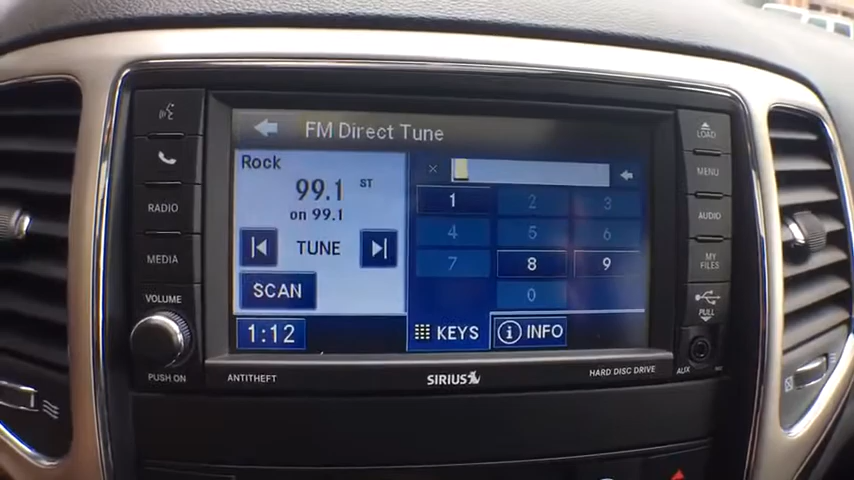 FM Direct Tune
LOAD
Rock
99.1 ST
on 99.1
×
1 2 3
MENU
RADIO
4 5 6
AUDIO
TUNE
MEDIA
7 8 9
MY
FILES
SCAN
0
VOLUME
PULL
1:12
KEYS
INFO
PUSH ON
ANTITHEFT
SIRIUS
HARD DISC DRIVE
AUX